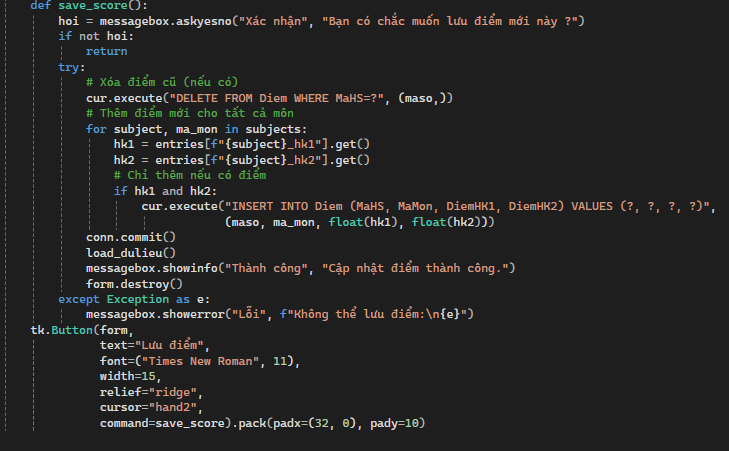 def save_score():
hoi = messagebox.askyesno("Xác nhận", "Bạn có chắc muốn lưu điểm mới này ?")
if not hoi:
return
try:
# Xóa điểm cũ (nếu có)
cur.execute("DELETE FROM Diem WHERE MaHS=?", (maso,))
# Thêm điểm mới cho tất cả môn
for subject, ma_mon in subjects:
hk1 = entries[f"{subject}_hk1"].get()
hk2 = entries[f"{subject}_hk2"].get()
# Chỉ thêm nếu có điểm
if hk1 and hk2:
cur.execute("INSERT INTO Diem (MaHS, MaMon, DiemHK1, DiemHK2) VALUES (?, ?, ?, ?)",
(maso, ma_mon, float(hk1), float(hk2)))
conn.commit()
load_dulieu()
messagebox.showinfo("Thành công", "Cập nhật điểm thành công.")
form.destroy()
except Exception as e:
messagebox.showerror("Lỗi", f"Không thể lưu điểm:\n{e}")
tk.Button(form,
text="Lưu điểm",
font=("Times New Roman", 11),
width=15,
relief="ridge",
cursor="hand2",
command=save_score).pack(padx=(32, 0), pady=10)